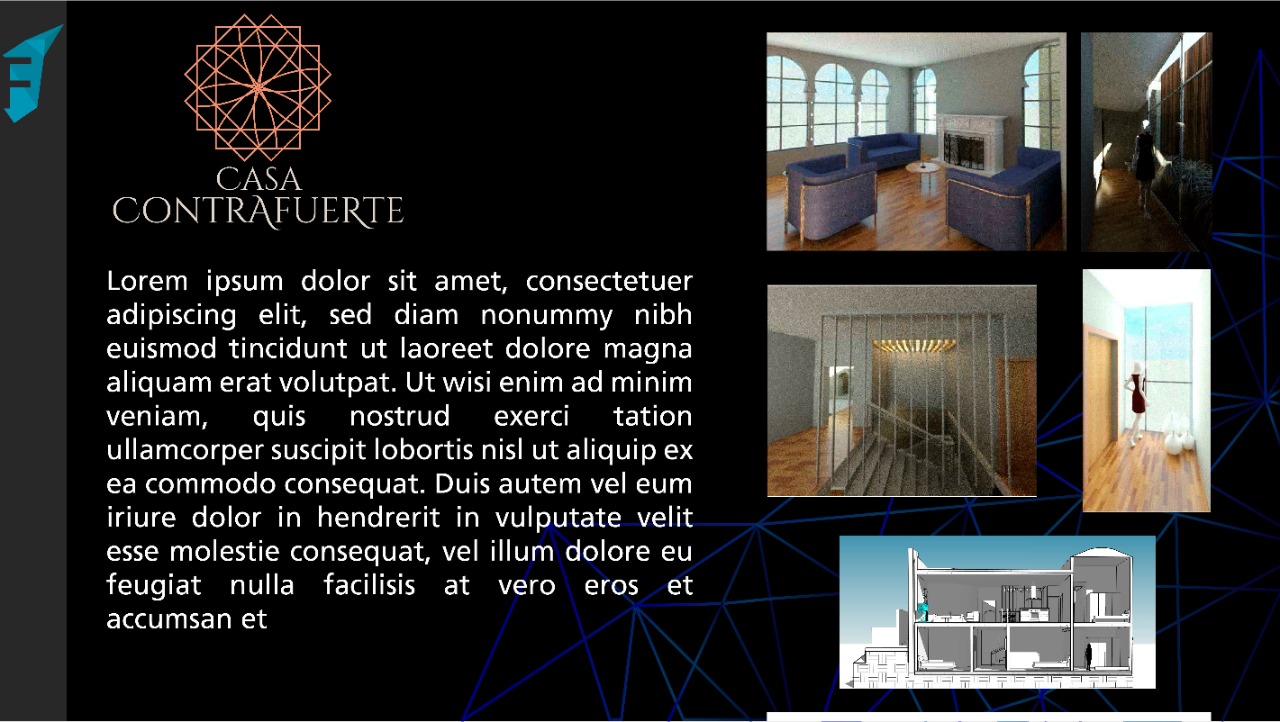 CASA
CONTRAFUERTE
Lorem ipsum dolor sit amet, consectetuer
adipiscing elit, sed diam nonummy nibh
euismod tincidunt ut laoreet dolore magna
aliquam erat volutpat. Ut wisi enim ad minim
veniam, quis nostrud exerci tation
ullamcorper suscipit lobortis nisl ut aliquip ex
ea commodo consequat. Duis autem vel eum
iriure dolor in hendrerit in vulputate velit
esse molestie consequat, vel illum dolore eu
feugiat nulla facilisis at vero eros et
accumsan et